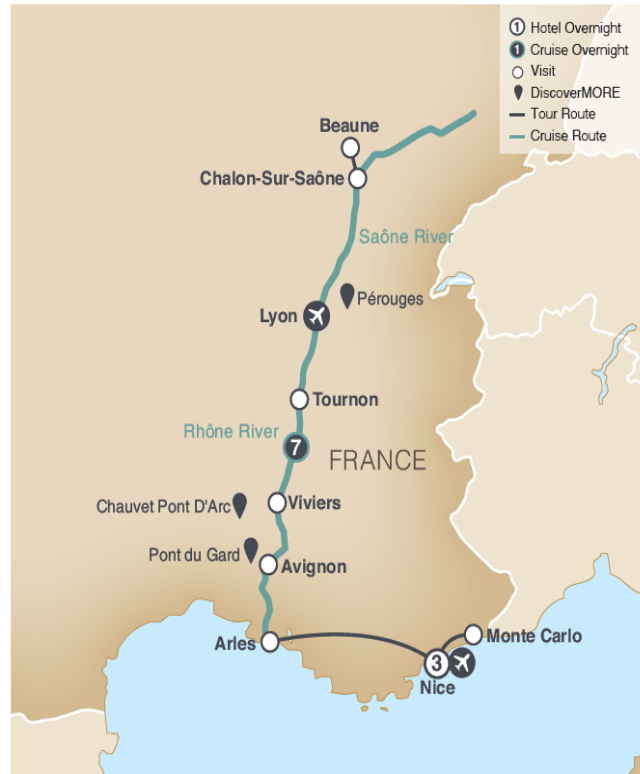 1 Hotel Overnight
1 Cruise Overnight
Visit
DiscoverMORE
Tour Route
Cruise Route
Beaune
Chalon-Sur-Saône
Saône River
Pérouges
Lyon
Tournon
Rhône River
7
FRANCE
Chauvet Pont D'Arc
Viviers
Pont du Gard
Avignon
Arles
Monte Carlo
3
Nice